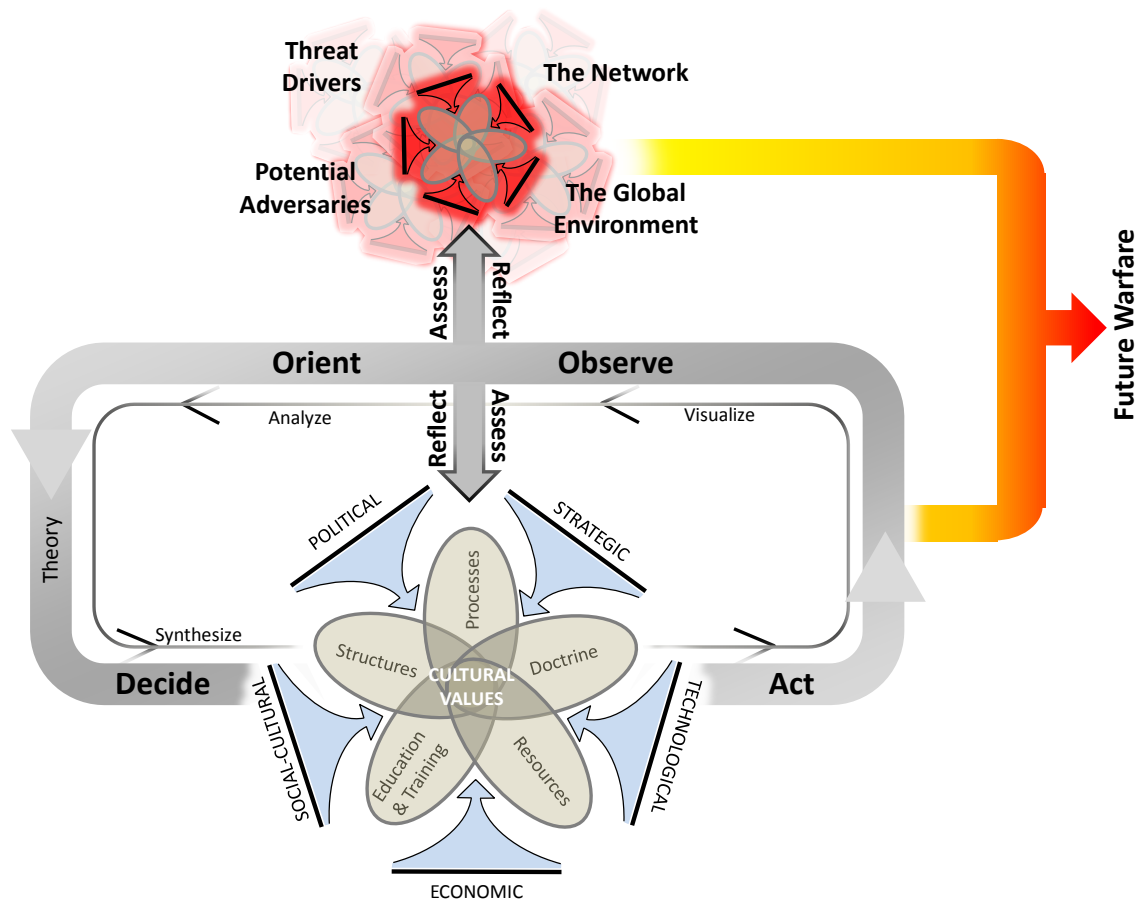 Threat
Drivers
The Network
Potential
Adversaries
The Global
Environment
Future Warfare
Assess
Reflect
Orient
Observe
Reflect
Assess
Analyze
Visualize
Theory
POLITICAL
STRATEGIC
Processes
Structures
Doctrine
CULTURAL
VALUES
Synthesize
Decide
Act
SOCIAL-CULTURAL
TECHNOLOGICAL
Education
& Training
Resources
ECONOMIC